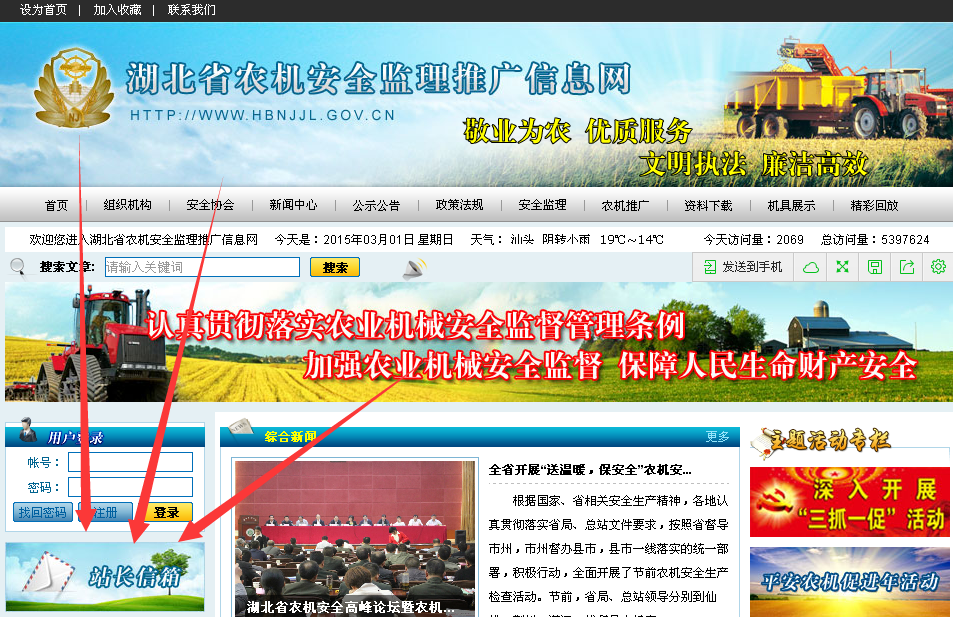 设为首页 | 加入收藏 | 联系我们
湖北省农机安全监理推广信息网
HTTP://WWW.HBNJJL.GOV.CN
敬业为农 优质服务
文明执法 廉洁高效
首页 | 组织机构 | 安全协会 | 新闻中心 | 公示公告 | 政策法规 | 安全监理 | 农机推广 | 资料下载 | 机具展示 | 精彩回放
欢迎您进入湖北省农机安全监理推广信息网 今天是：2015年03月01日 星期日 天气： 汕头 阴转小雨 19℃～14℃ 今天访问量：2069 总访问量：5397624
搜索文章: 请输入关键词 搜索 发送到手机
认真贯彻落实农业机械安全监督管理条例
加强农业机械安全监督 保障人民生命财产安全
用户登录
帐号：
密码：
找回密码 注册 登录
站长信箱
综合新闻 更多
湖北省农机安全高峰论坛暨农机...
全省开展“送温暖，保安全”农机安...
根据国家、省相关安全生产精神，各地认
真贯彻落实省局、总站文件要求，按照省督导
市州，市州督办县市，县市一线落实的统一部
署，积极行动，全面开展了节前农机安全生产
检查活动。节前，省局、总站领导分别到仙
主题活动专栏
深入开展
“三抓一促”活动
平安农机促进年活动